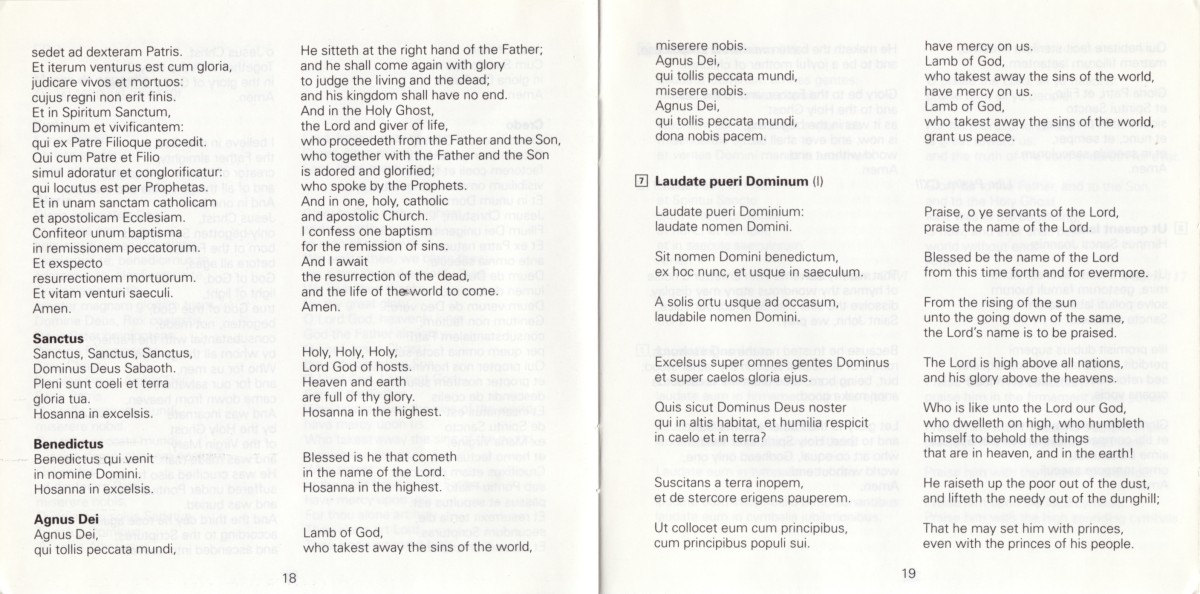 sedet ad dexteram Patris.
Et iterum venturus est cum gloria,
judicare vivos et mortuos:
cujus regni non erit finis.
Et in Spiritum Sanctum,
Dominum et vivificantem:
qui ex Patre Filioque procedit.
Qui cum Patre et Filio
simul adoratur et conglorificatur:
qui locutus est per Prophetas.
Et in unam sanctam catholicam
et apostolicam Ecclesiam.
Confiteor unum baptisma
in remissionem peccatorum.
Et exspecto
resurrectionem mortuorum.
Et vitam venturi saeculi.
Amen.
Sanctus
Sanctus, Sanctus, Sanctus,
Dominus Deus Sabaoth.
Pleni sunt coeli et terra
gloria tua.
Hosanna in excelsis.
Benedictus
Benedictus qui venit
in nomine Domini.
Hosanna in excelsis.
Agnus Dei
Agnus Dei,
qui tollis peccata mundi,
He sitteth at the right hand of the Father;
and he shall come again with glory
to judge the living and the dead;
and his kingdom shall have no end.
And in the Holy Ghost,
the Lord and giver of life,
who proceedeth from the Father and the Son,
who together with the Father and the Son
is adored and glorified;
who spoke by the Prophets.
And in one, holy, catholic
and apostolic Church.
I confess one baptism
for the remission of sins.
And I await
the resurrection of the dead,
and the life of the world to come.
Amen.
Holy, Holy, Holy,
Lord God of hosts.
Heaven and earth
are full of thy glory.
Hosanna in the highest.
Blessed is he that cometh
in the name of the Lord.
Hosanna in the highest.
Lamb of God,
who takest away the sins of the world,
18
miserere nobis.
Agnus Dei,
qui tollis peccata mundi,
miserere nobis.
Agnus Dei,
qui tollis peccata mundi,
dona nobis pacem.
have mercy on us.
Lamb of God,
who takest away the sins of the world,
have mercy on us.
Lamb of God,
who takest away the sins of the world,
grant us peace.
7 Laudate pueri Dominum (I)
Laudate pueri Dominium:
laudate nomen Domini.
Sit nomen Domini benedictum,
ex hoc nunc, et usque in saeculum.
A solis ortu usque ad occasum,
laudabile nomen Domini.
Excelsus super omnes gentes Dominus
et super caelos gloria ejus.
Quis sicut Dominus Deus noster
qui in altis habitat, et humilia respicit
in caelo et in terra?
Suscitans a terra inopem,
et de stercore erigens pauperem.
Ut collocet eum cum principibus,
cum principibus populi sui.
Praise, o ye servants of the Lord,
praise the name of the Lord.
Blessed be the name of the Lord
from this time forth and for evermore.
From the rising of the sun
unto the going down of the same,
the Lord's name is to be praised.
The Lord is high above all nations,
and his glory above the heavens.
Who is like unto the Lord our God,
who dwelleth on high, who humbleth
himself to behold the things
that are in heaven, and in the earth!
He raiseth up the poor out of the dust,
and lifteth the needy out of the dunghill;
That he may set him with princes,
even with the princes of his people.
19